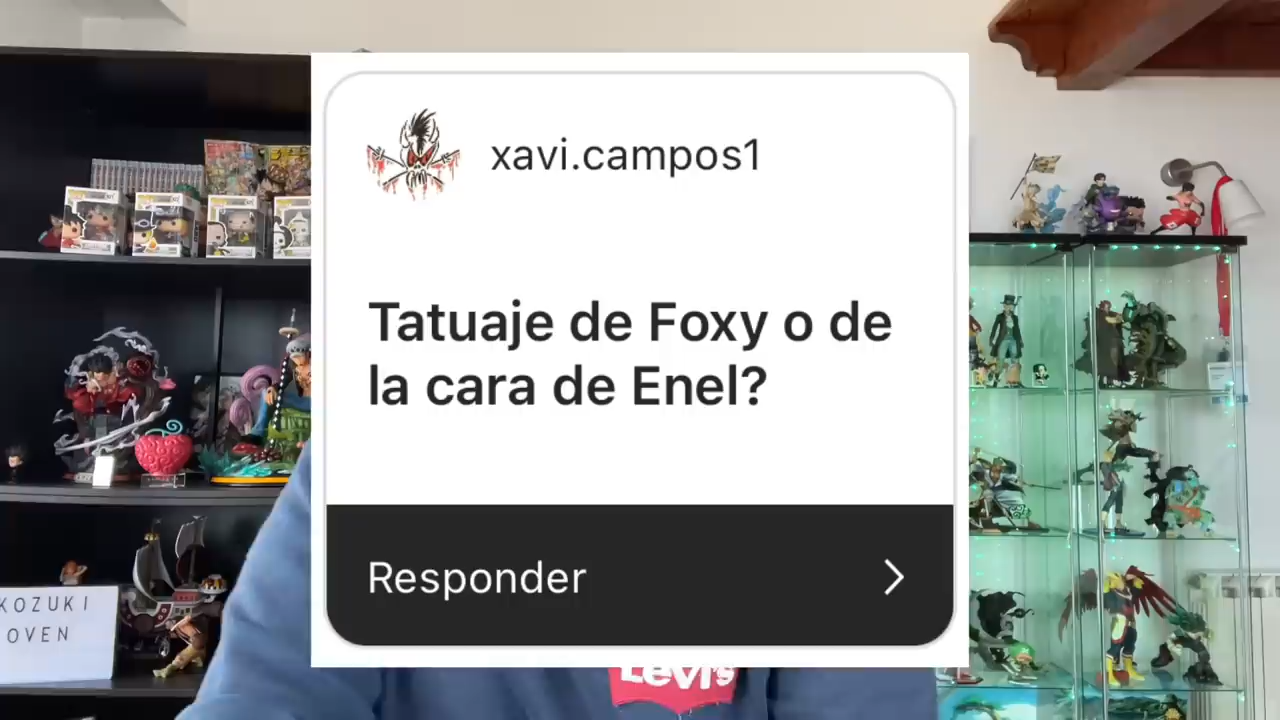 xavi.campos1
Tatuaje de Foxy o de
la cara de Enel?
Responder
KOZUKI
OVEN
Levi's